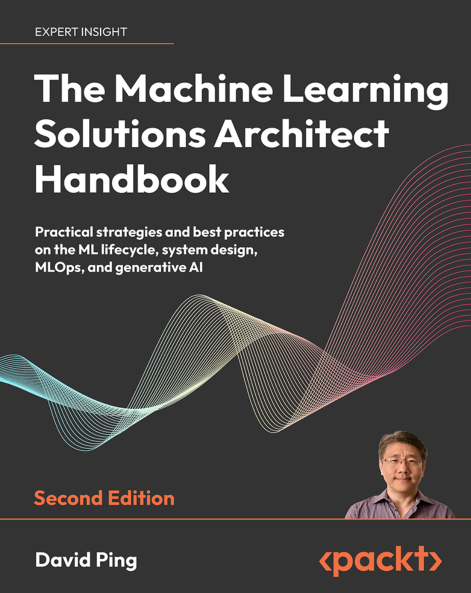 EXPERT INSIGHT
The Machine Learning
Solutions Architect
Handbook
Practical strategies and best practices
on the ML lifecycle, system design,
MLOps, and generative AI
Second Edition
David Ping
<packt>